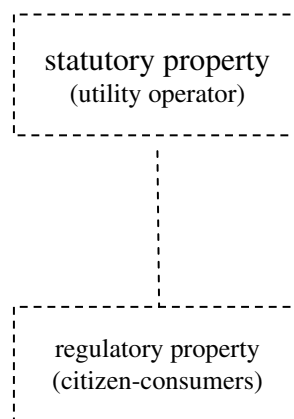 statutory property
(utility operator)
regulatory property
(citizen-consumers)